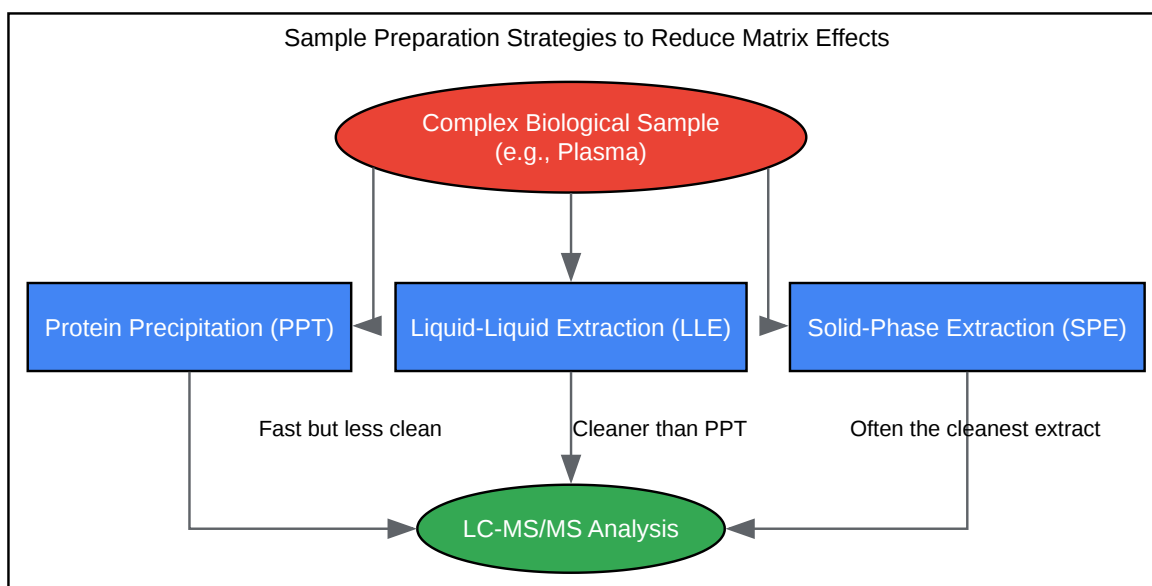 Sample Preparation Strategies to Reduce Matrix Effects
Complex Biological Sample
(e.g., Plasma)
Protein Precipitation (PPT)
Liquid-Liquid Extraction (LLE)
Solid-Phase Extraction (SPE)
Fast but less clean
Cleaner than PPT
Often the cleanest extract
LC-MS/MS Analysis